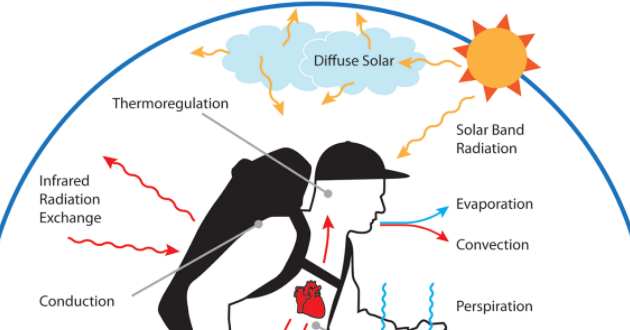 Diffuse Solar
Thermoregulation
Solar Band
Radiation
Infrared
Radiation
Exchange
Evaporation
Convection
Conduction
Perspiration